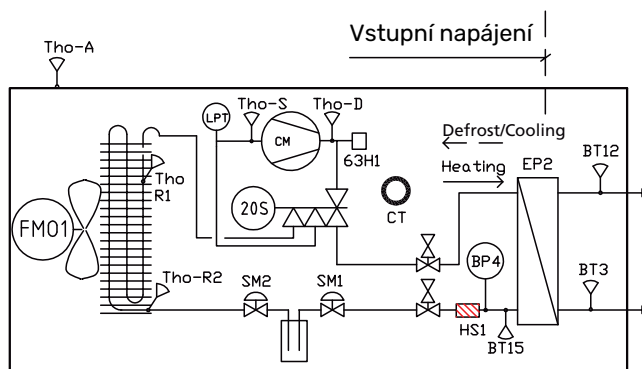 Vstupní napájení
Tho-A
LPT
Tho-S
Tho-D
CM
63H1
Defrost/Cooling
Heating
EP2
BT12
Tho
R1
20S
CT
FM01
BP4
BT3
Tho-R2
SM2
SM1
HS1
BT15